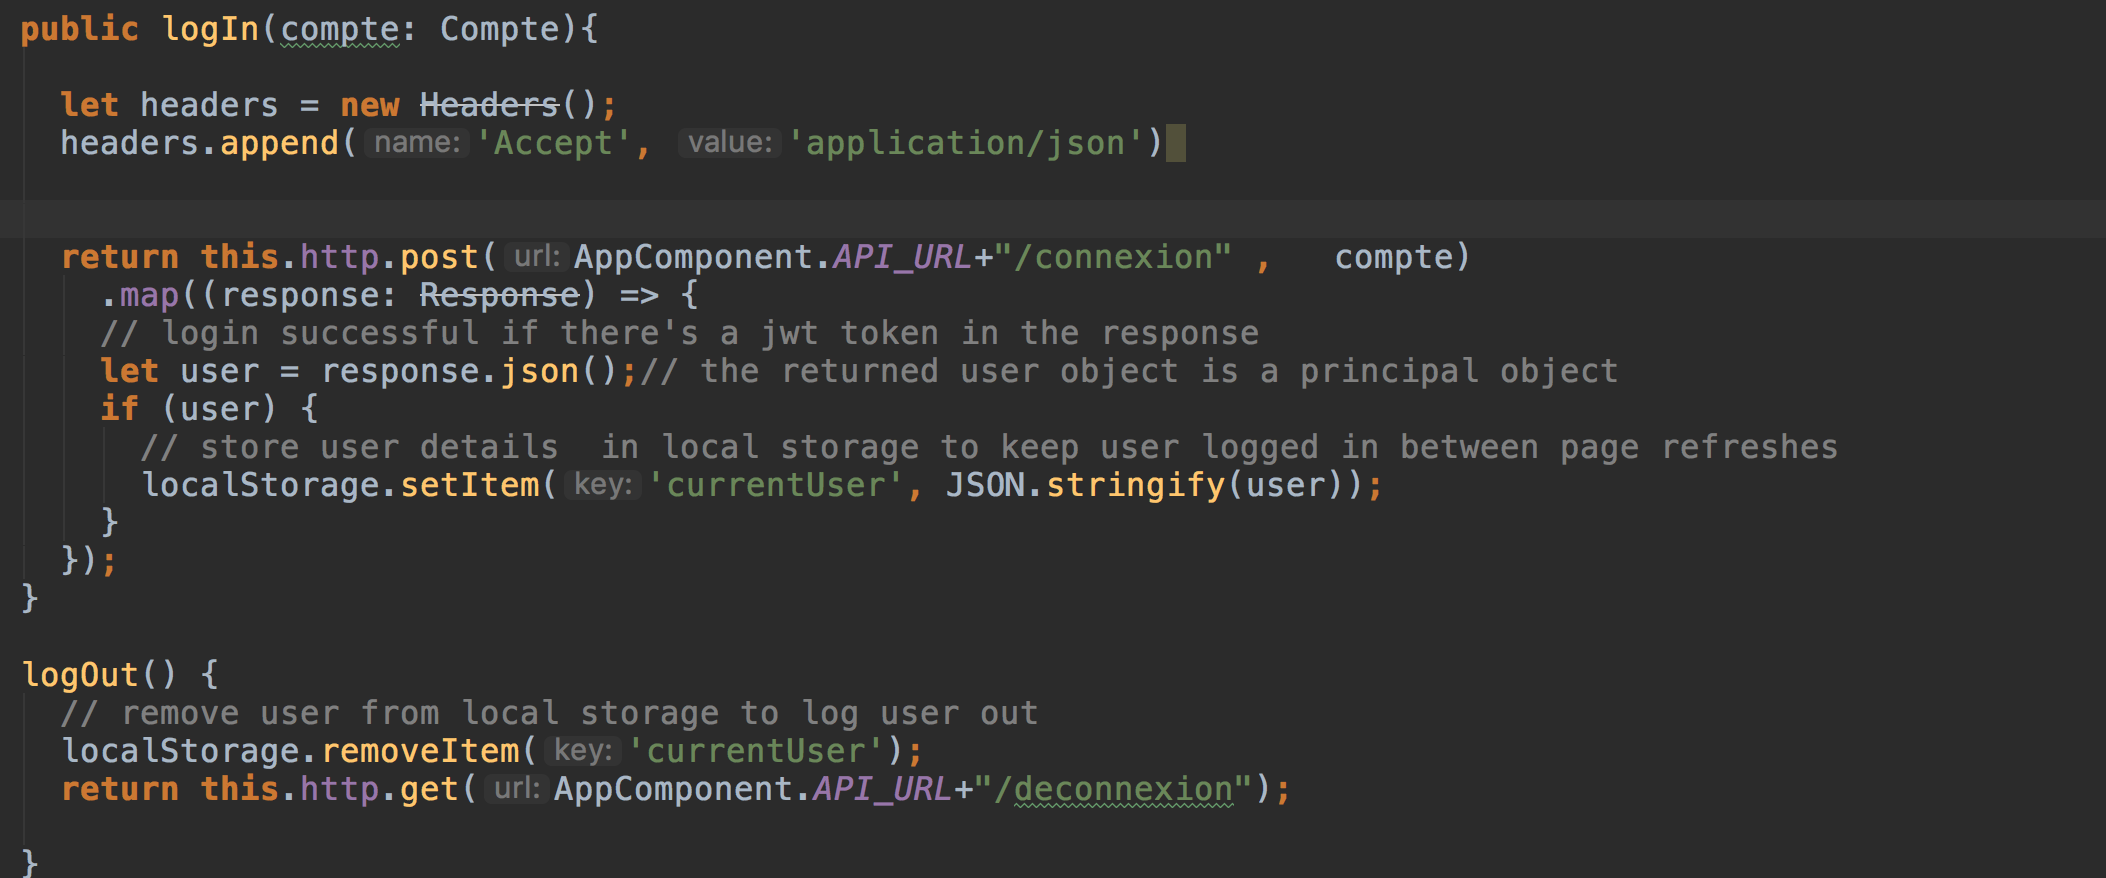 public logIn(compte: Compte){
let headers = new Headers();
headers.append( name: 'Accept', value: 'application/json')
return this.http.post( url: AppComponent.API_URL+"/connexion" , compte)
.map((response: Response) => {
// login successful if there's a jwt token in the response
let user = response.json();// the returned user object is a principal object
if (user) {
// store user details  in local storage to keep user logged in between page refreshes
localStorage.setItem( key: 'currentUser', JSON.stringify(user));
}
});
}
logOut() {
// remove user from local storage to log user out
localStorage.removeItem( key: 'currentUser');
return this.http.get( url: AppComponent.API_URL+"/deconnexion");
}